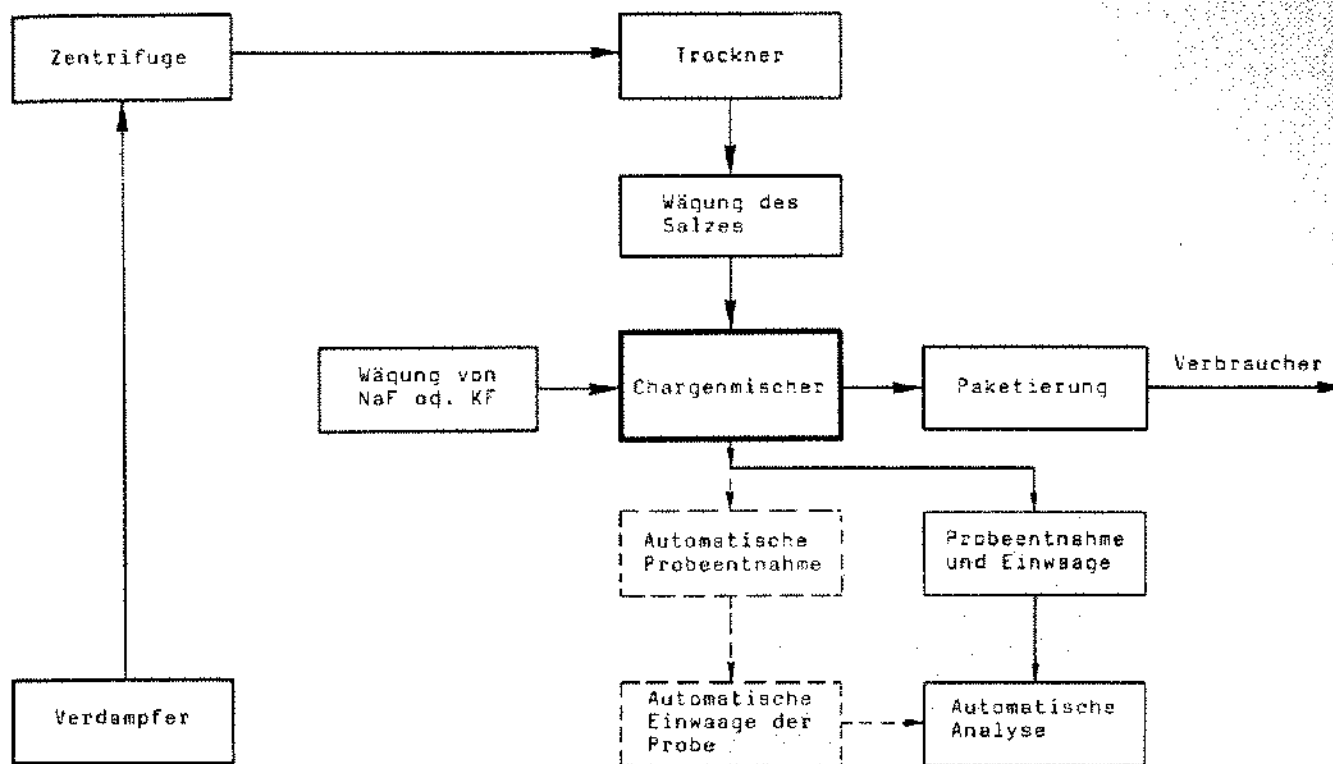 Zentrifuge
Trockner
Wägung des
Salzes
Wägung von
NaF od. KF
Chargenmischer
Paketierung
Verbraucher
Automatische
Probeentnahme
Probeentnahme
und Einwaage
Verdampfer
Automatische
Einwaage der
Probe
Automatische
Analyse